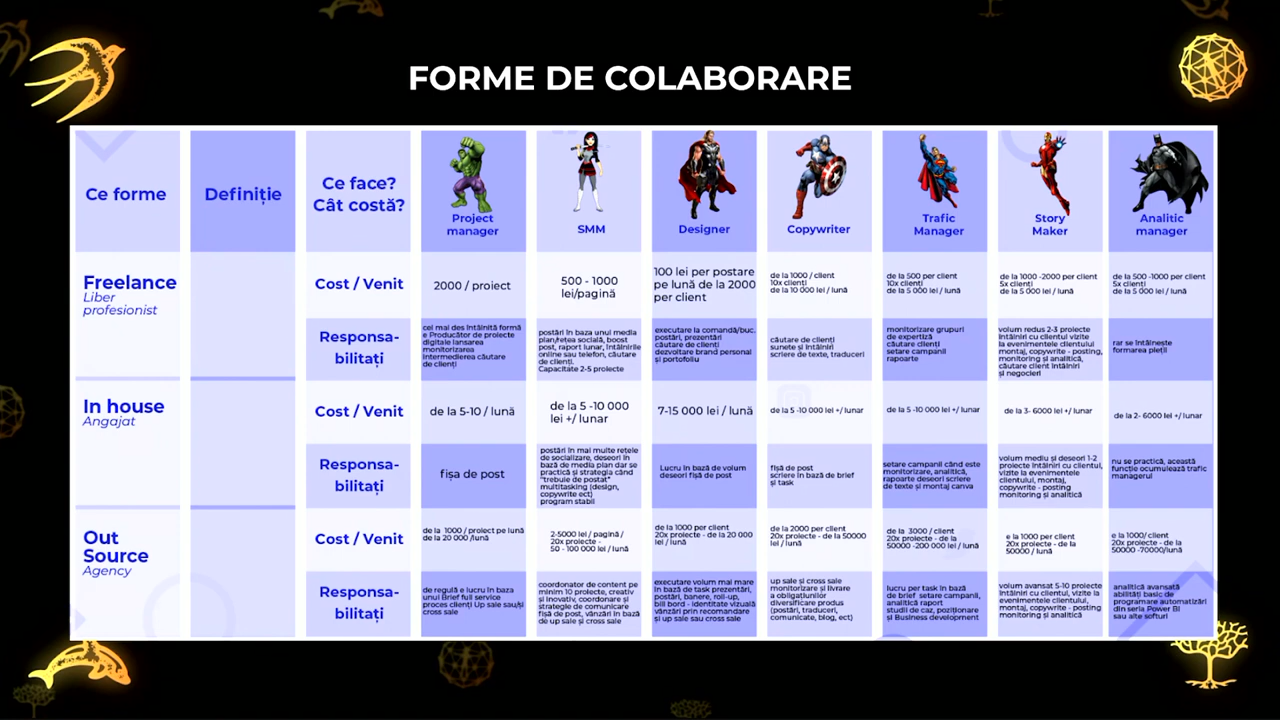 FORME DE COLABORARE
Ce forme
Definiție
Ce face?
Cât costă?
Project
manager
SMM
Designer
Copywriter
Trafic
Manager
Story
Maker
Analitic
manager
Freelance
Liber
profesionist
Cost / Venit
2000 / proiect
500 - 1000
lei/pagină
100 lei per postare
pe lună de la 2000
per client
de la 1000 / client
10x clienti
de la 10 000 lei / lună
de la 500 per client
10x clienti
de la 5 000 lei / lună
de la 1000 -2000 per client
5x clienti
de la 5 000 lei / lună
de la 500 -1000 per client
5x clienti
de la 5 000 lei / lună
Responsa-
bilitați
cel mai des întâlnită formă
e Producător de proiecte
digitale lansarea
monitorizarea
intermedierea căutare
de clienți
postări în baza unui media
plan/rețea socială, boost
post, raport lunar, întâlnirile
online sau telefon, căutare
de clienți.
Capacitate 2-5 proiecte
executare la comandă/buc.
postări, prezentări
căutare de clienți
dezvoltare brand personal
și portofoliu
căutare de clienți
sunete și întâlniri
scriere de texte, traduceri
monitorizare grupuri
de expertiză
căutare clienți
setare campanii
rapoarte
volum redus 2-3 proiecte
întâlniri cu clientul vizite
la evenimentele clientului
montaj, copywrite - posting,
monitoring și analitică,
căutare client întâlniri
și negocieri
rar se întâlnește
formarea pieții
In house
Angajat
Cost / Venit
de la 5-10 / lună
de la 5 -10 000
lei +/ lunar
7-15 000 lei / lună
de la 5 -10 000 lei +/ lunar
de la 5 -10 000 lei +/ lunar
de la 3- 6000 lei +/ lunar
de la 2- 6000 lei +/ lunar
Responsa-
bilitați
fișa de post
postări în mai multe rețele
de socializare, deseori în
bază de media plan dar se
practică și strategia când
"trebuie de postat"
multitasking (design,
copywrite ect)
program stabil
Lucru în bază de volum
deseori fișă de post
fișă de post
scriere în bază de brief
și task
setare campanii când este
monitorizare, analitică,
rapoarte deseori scriere
de texte și montaj canva
volum mediu și deseori 1-2
proiecte întâlniri cu clientul,
vizite la evenimentele
clientului, montaj,
copywrite - posting
monitoring și analitică
nu se practică, această
funcție ocumulează trafic
managerul
Out
Source
Agency
Cost / Venit
de la 1000 / proiect pe lună
de la 20 000 /lună
2-5000 lei / pagină /
20x proiecte -
50 - 100 000 lei / lună
de la 1000 per client
20x proiecte - de la 20 000
lei / lună
de la 2000 per client
20x proiecte - de la 50000
lei / lună
de la 3000 / client
20x proiecte - de la
50000 -200 000 lei / lună
e la 1000 per client
20x proiecte - de la
50000 / lună
e la 1000/ client
20x proiecte - de la
50000 -70000/lună
Responsa-
bilitați
de regulă e lucru în baza
unui Brief full service
proces clienți Up sale sau/și
cross sale
coordonator de content pe
minim 10 proiecte, creativ
și inovativ, coordonare și
strategie de comunicare
fișă de post, vânzări în bază
de up sale și cross sale
executare volum mai mare
în bază de task prezentări,
postări, banere, roll-up,
bill bord - identitate vizuală
vânzări prin recomandare
și up sale sau cross sale
up sale și cross sale
monitorizare și livrare
a obligațiunilor
diversificare produs
(postări, traduceri,
comunicate, blog, ect)
lucru per task în bază
de brief setare campanii,
analitică raport
studii de caz, poziționare
și Business development
volum avansat 5-10 proiecte
întâlniri cu clientul, vizite la
evenimentele clientului,
montaj, copywrite - posting
monitoring și analitică
analitică avansată
abilități basic de
programare automatizări
din seria Power BI
sau alte softuri